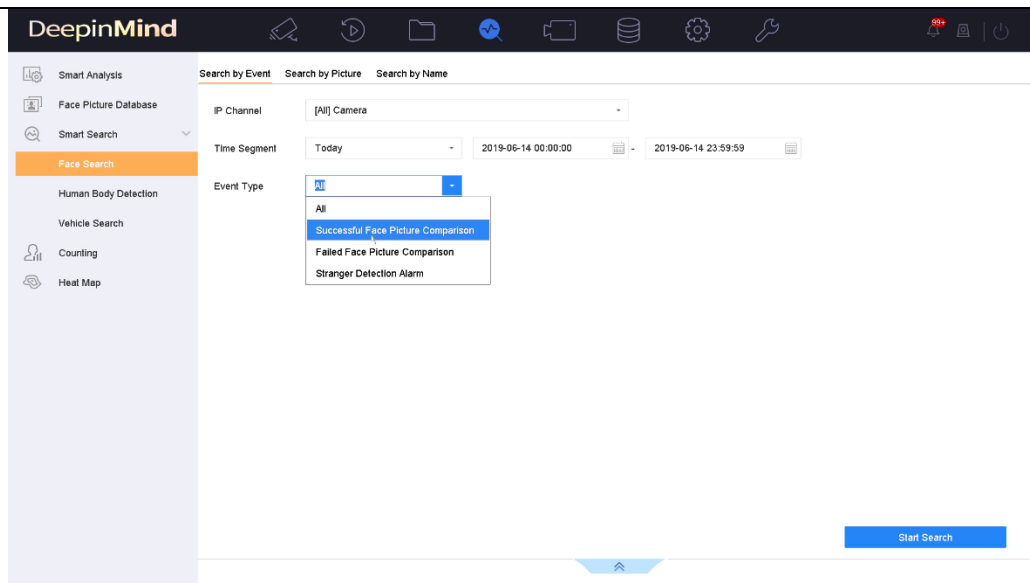 DeepinMind
99+
Smart Analysis
Face Picture Database
Smart Search
Face Search
Human Body Detection
Vehicle Search
Counting
Heat Map
Search by Event Search by Picture Search by Name
IP Channel [All] Camera
Time Segment Today 2019-06-14 00:00:00 - 2019-06-14 23:59:59
Event Type All
All
Successful Face Picture Comparison
Failed Face Picture Comparison
Stranger Detection Alarm
Start Search